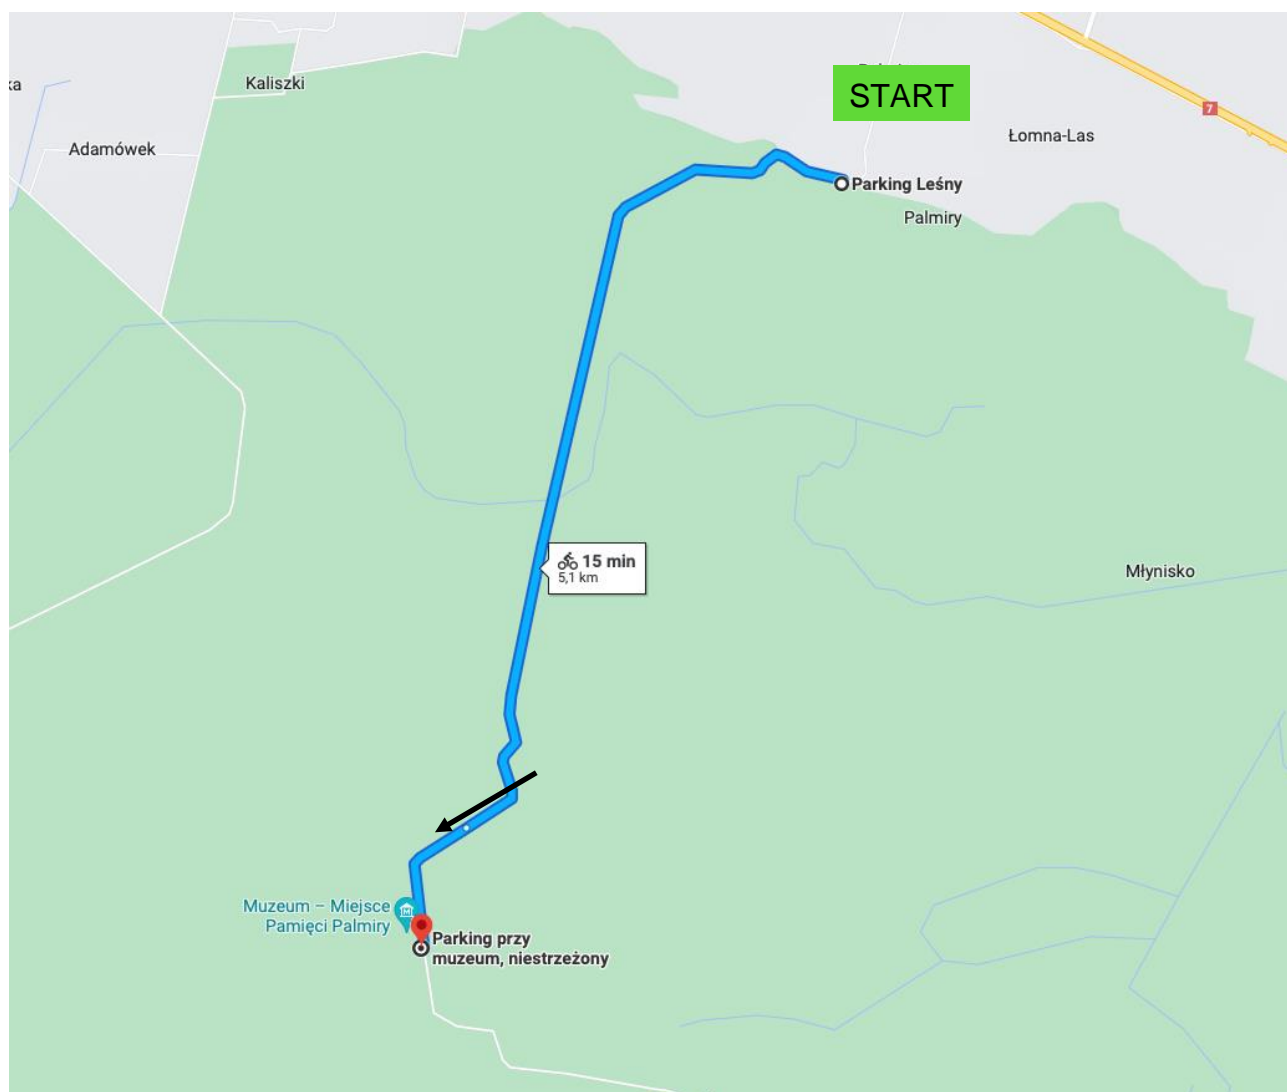 Kaliszki
START
7
Łomna-Las
Adamówek
Parking Leśny
Palmiry
15 min
5,1 km
Młynisko
Muzeum – Miejsce
Pamięci Palmiry
Parking przy
muzeum, niestrzeżony